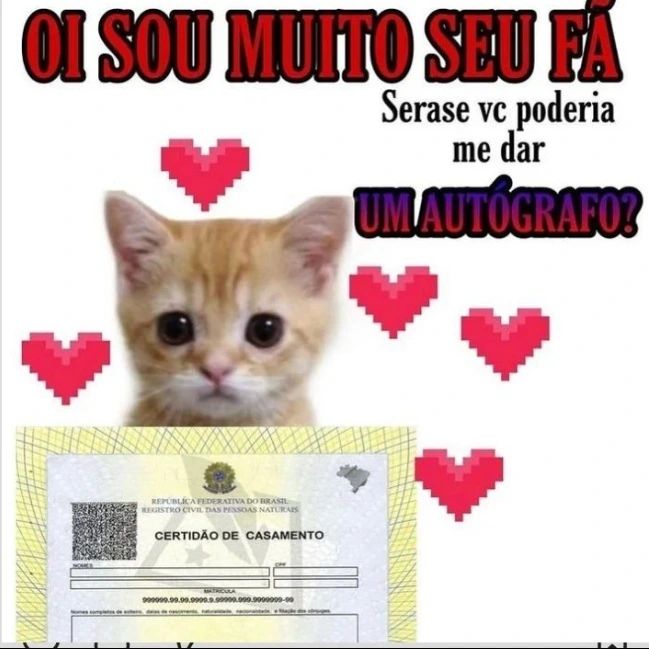 OI SOU MUITO SEU FÃ
Serase vc poderia
me dar
UM AUTÓGRAFO?
REPÚBLICA FEDERATIVA DO BRASIL
REGISTRO CIVIL DAS PESSOAS NATURAIS
CERTIDÃO DE CASAMENTO
NOMES
CPF
MATRÍCULA
999999.99.99.9999.9.99999.999.9999999-99
Nomes completos de solteiro, datas de nascimento, naturalidade, nacionalidade, e filiação dos cônjuges